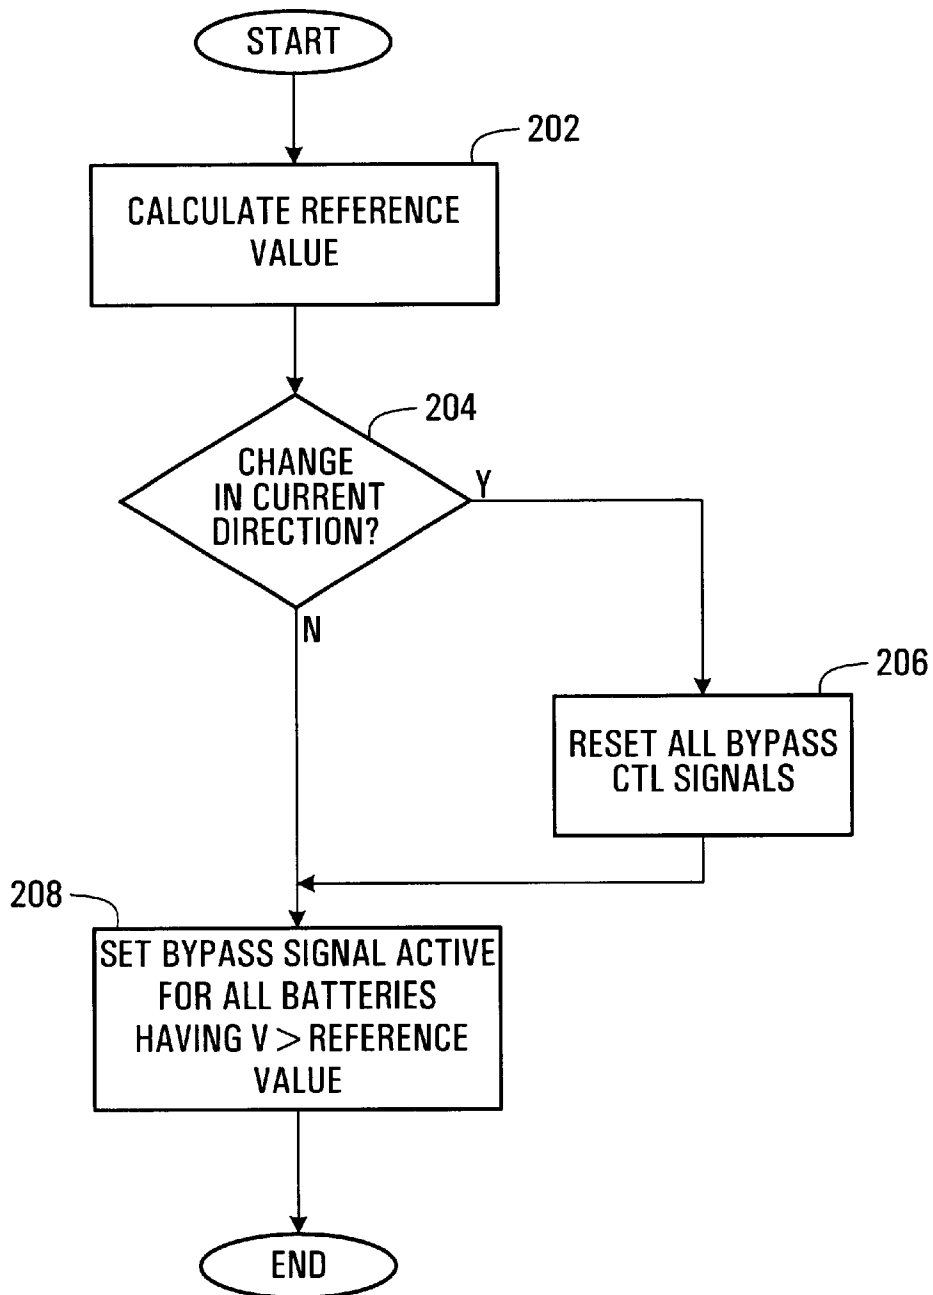 START
202
CALCULATE REFERENCE
VALUE
204
CHANGE
IN CURRENT
DIRECTION?
Y
N
206
RESET ALL BYPASS
CTL SIGNALS
208
SET BYPASS SIGNAL ACTIVE
FOR ALL BATTERIES
HAVING V > REFERENCE
VALUE
END